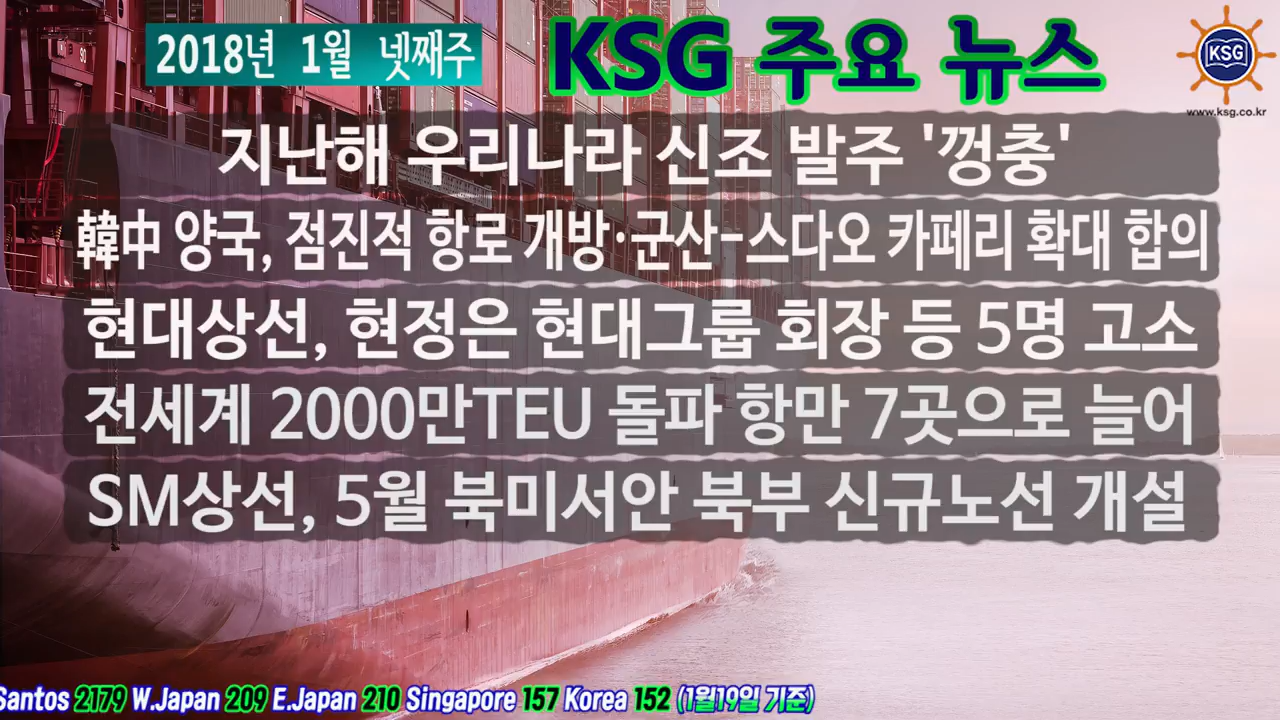 2018년 1월 넷째주
KSG 주요 뉴스
KSG
www.ksg.co.kr
지난해 우리나라 신조 발주 '껑충'
韓中 양국, 점진적 항로 개방·군산-스다오 카페리 확대 합의
현대상선, 현정은 현대그룹 회장 등 5명 고소
전세계 2000만TEU 돌파 항만 7곳으로 늘어
SM상선, 5월 북미서안 북부 신규노선 개설
Santos 2179 W.Japan 209 E.Japan 210 Singapore 157 Korea 152 (1월19일 기준)